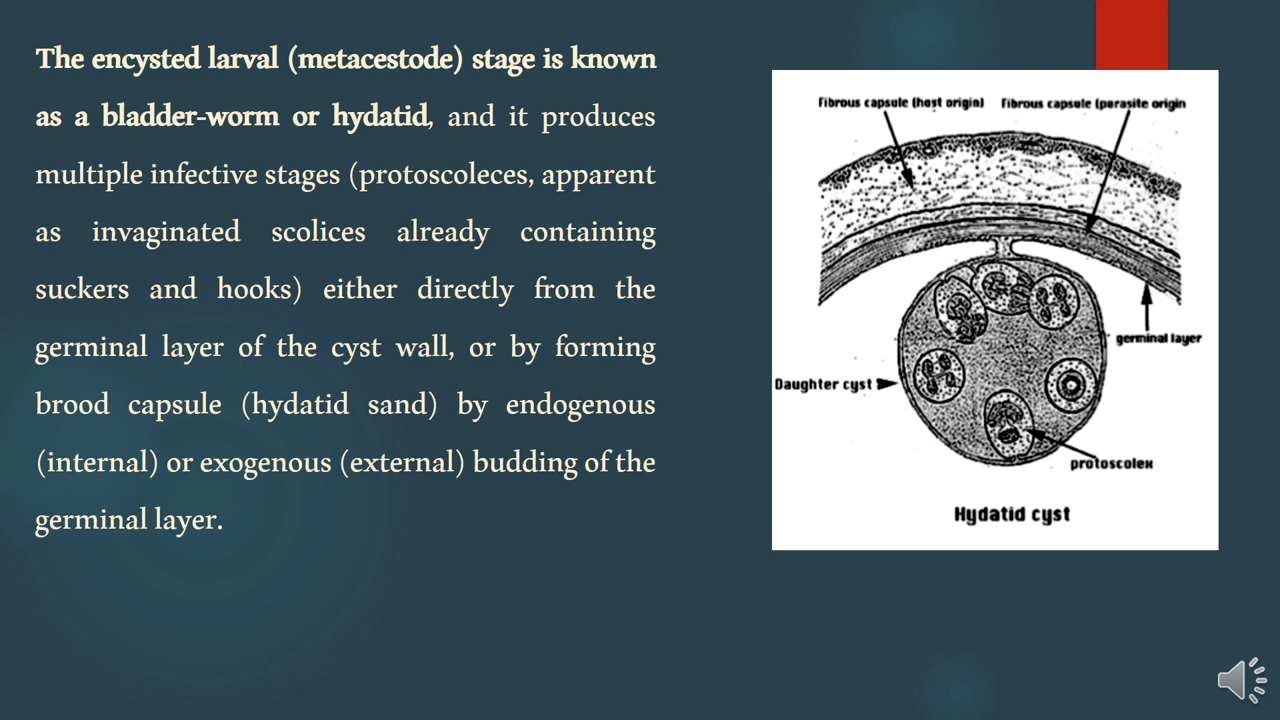 The encysted larval (metacestode) stage is known
as a bladder-worm or hydatid, and it produces
multiple infective stages (protoscoleces, apparent
as invaginated scolices already containing
suckers and hooks) either directly from the
germinal layer of the cyst wall, or by forming
brood capsule (hydatid sand) by endogenous
(internal) or exogenous (external) budding of the
germinal layer.
Fibrous capsule (host origin)
Fibrous capsule (parasite origin
germinal layer
Daughter cyst
protoscolex
Hydatid cyst